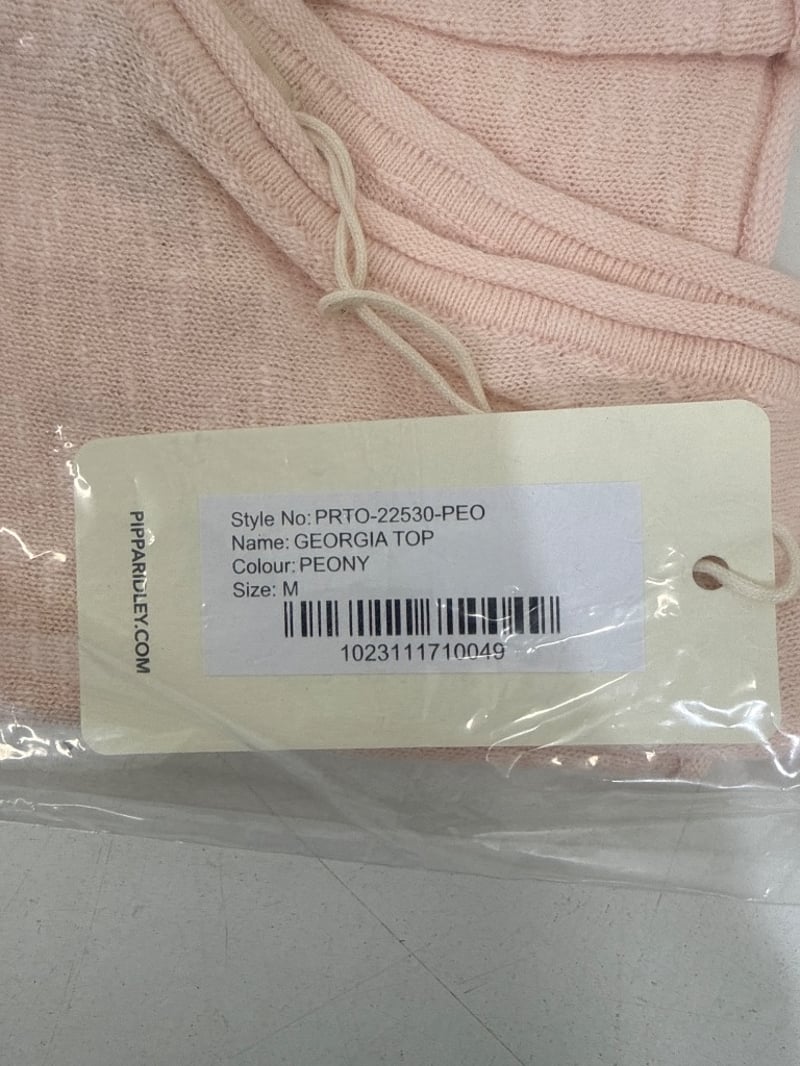 PIPPARIDLEY.COM
Style No: PRTO-22530-PEO
Name: GEORGIA TOP
Colour: PEONY
Size: M
1023111710049